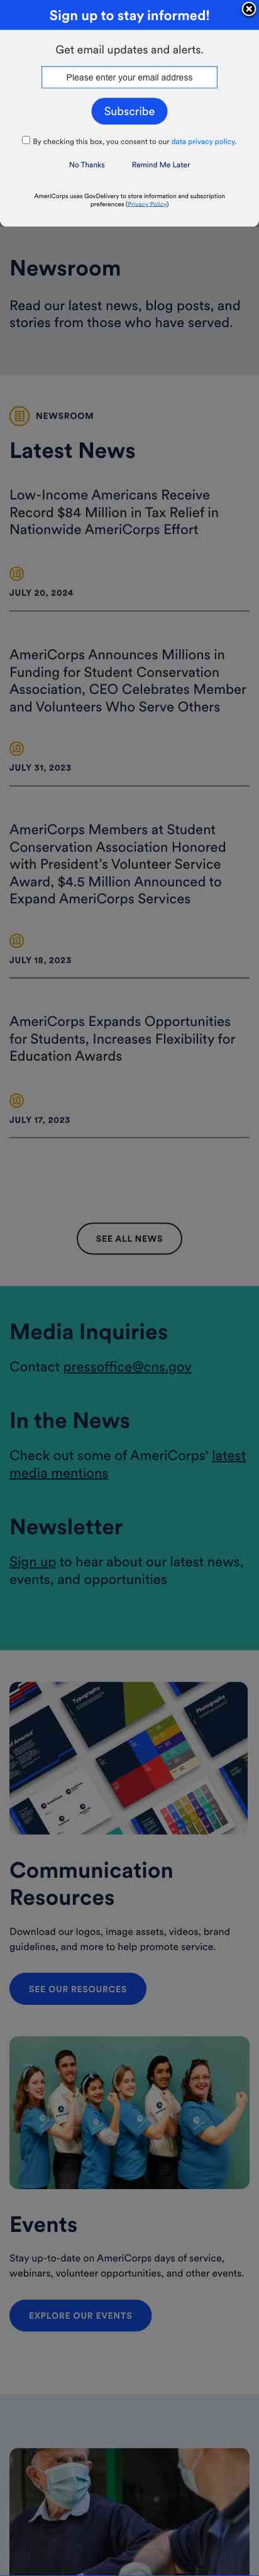 Sign up to stay informed!
Get email updates and alerts.
Please enter your email address
Subscribe
By checking this box, you consent to our data privacy policy.
No Thanks
Remind Me Later
AmeriCorps uses GovDelivery to store information and subscription
preferences (Privacy Policy)
Newsroom
Read our latest news, blog posts, and
stories from those who have served.
NEWSROOM
Latest News
Low-Income Americans Receive
Record $84 Million in Tax Relief in
Nationwide AmeriCorps Effort
JULY 20, 2024
AmeriCorps Announces Millions in
Funding for Student Conservation
Association, CEO Celebrates Member
and Volunteers Who Serve Others
JULY 31, 2023
AmeriCorps Members at Student
Conservation Association Honored
with President’s Volunteer Service
Award, $4.5 Million Announced to
Expand AmeriCorps Services
JULY 18, 2023
AmeriCorps Expands Opportunities
for Students, Increases Flexibility for
Education Awards
JULY 17, 2023
SEE ALL NEWS
Media Inquiries
Contact pressoffice@cns.gov
In the News
Check out some of AmeriCorps' latest
media mentions
Newsletter
Sign up to hear about our latest news,
events, and opportunities
Typography
Photography
Communication
Resources
Download our logos, image assets, videos, brand
guidelines, and more to help promote service.
SEE OUR RESOURCES
Events
Stay up-to-date on AmeriCorps days of service,
webinars, volunteer opportunities, and other events.
EXPLORE OUR EVENTS